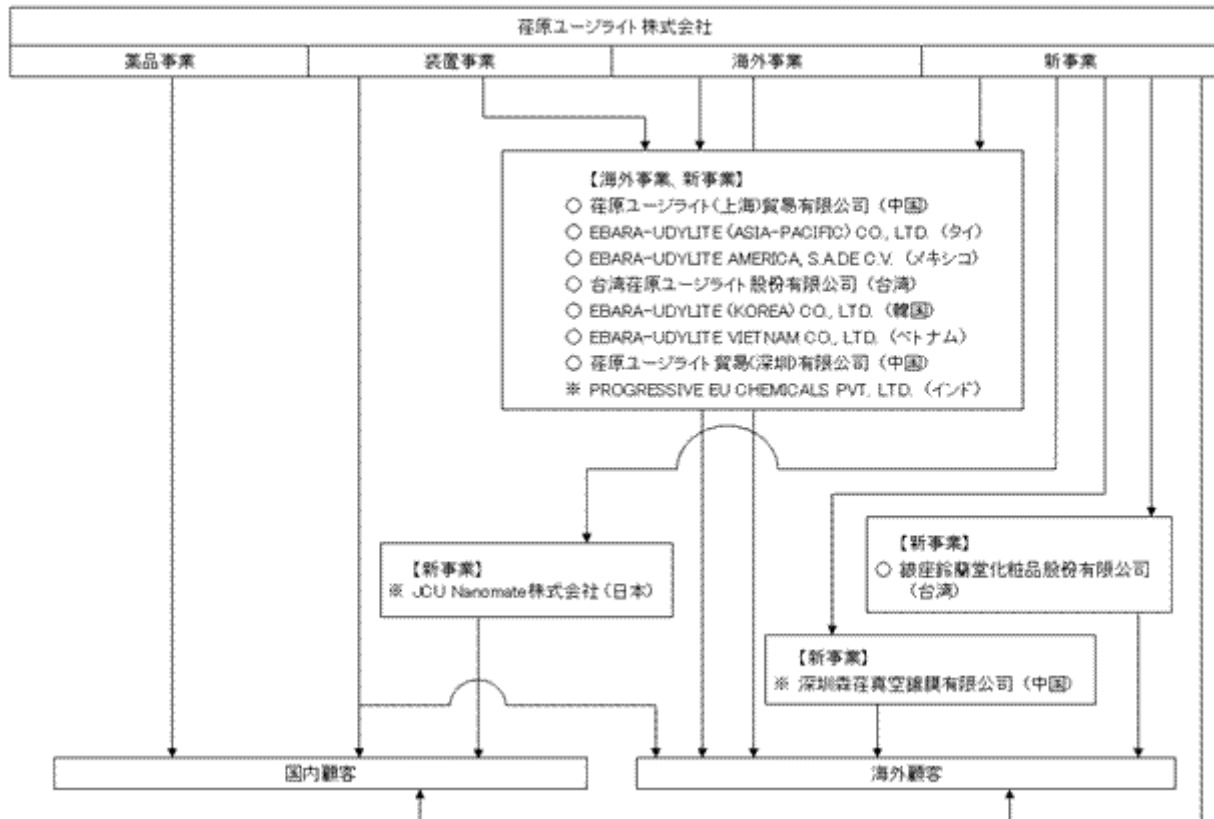 荏原ユージライト株式会社
薬品事業
装置事業
海外事業
新事業
【海外事業、新事業】
○ 荏原ユージライト(上海)貿易有限公司（中国）
○ EBARA-UDYLITE (ASIA-PACIFIC) CO., LTD.（タイ）
○ EBARA-UDYLITE AMERICA, S.A.DE C.V.（メキシコ）
○ 台湾荏原ユージライト股份有限公司（台湾）
○ EBARA-UDYLITE (KOREA) CO., LTD.（韓国）
○ EBARA-UDYLITE VIETNAM CO., LTD.（ベトナム）
○ 荏原ユージライト貿易(深圳)有限公司（中国）
※ PROGRESSIVE EU CHEMICALS PVT, LTD.（インド）
【新事業】
※ JCU Nanomate株式会社（日本）
【新事業】
○ 銀座鈴蘭堂化粧品股份有限公司
（台湾）
【新事業】
※ 深圳森荏真空鍍膜有限公司（中国）
国内顧客
海外顧客